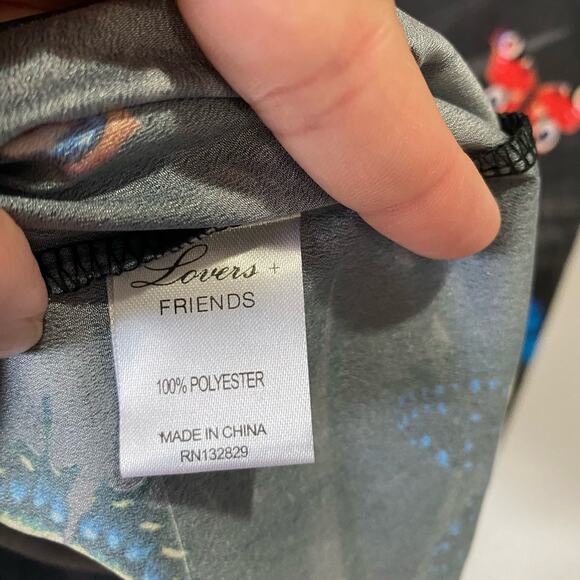 Lovers +
FRIENDS
100% POLYESTER
MADE IN CHINA
RN132829